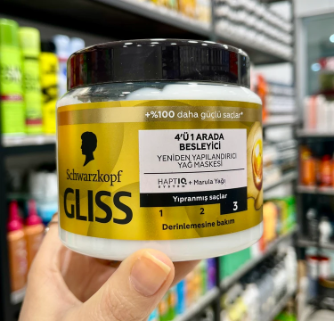 +%100 daha güçlü saçlar*
4'Ü 1 ARADA
BESLEYİCİ
YENİDEN YAPILANDIRICI
YAĞ MASKESİ
HAPTIQ
SYSTEM
+ Marula Yağı
Yıpranmış saçlar
1 2 3
Derinlemesine bakım
Schwarzkopf
GLISS